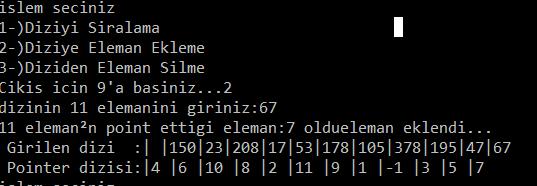 islem seciniz
1-)Diziyi Siralama
2-)Diziye Eleman Ekleme
3-)Diziden Eleman Silme
Cikis icin 9'a basiniz...2
dizinin 11 elemanini giriniz:67
11 eleman²n point ettigi eleman:7 oldueleman eklendi...
Girilen dizi  :| |150|23|208|17|53|178|105|378|195|47|67
Pointer dizisi:|4 |6 |10 |8 |2 |11 |9 |1 |-1 |3 |5 |7
islem seciniz